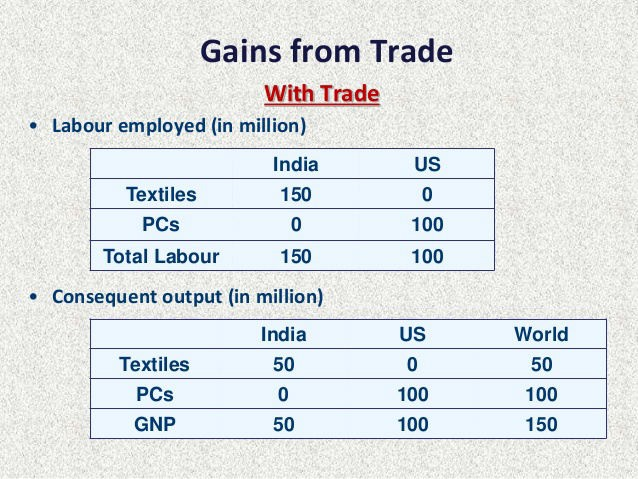 Gains from Trade
With Trade
• Labour employed (in million)
India US
Textiles 150 0
PCs 0 100
Total Labour 150 100
• Consequent output (in million)
India US World
Textiles 50 0 50
PCs 0 100 100
GNP 50 100 150